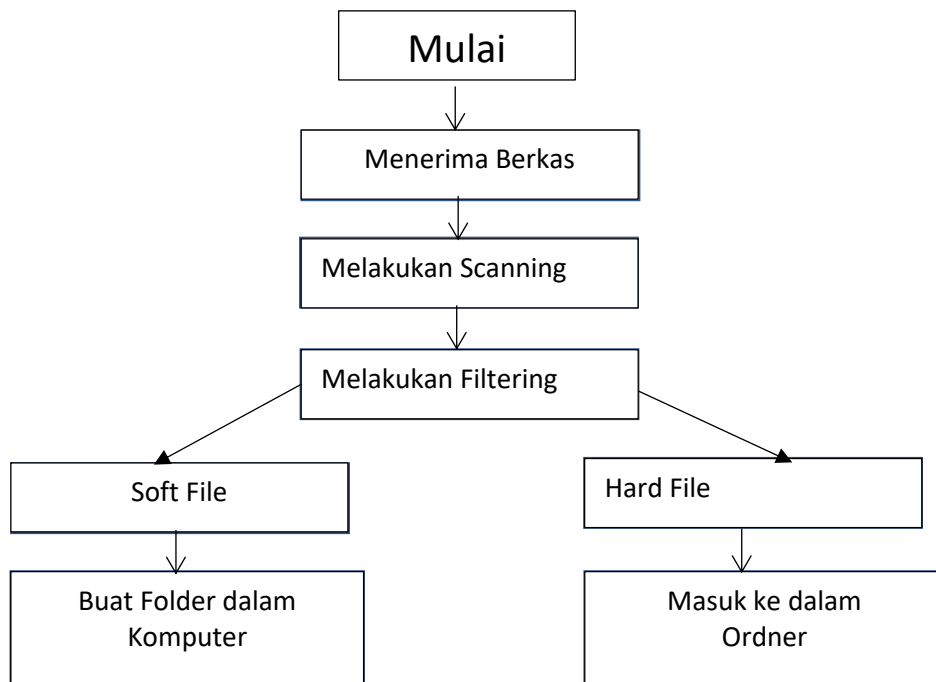 Mulai
Menerima Berkas
Melakukan Scanning
Melakukan Filtering
Soft File
Hard File
Buat Folder dalam
Komputer
Masuk ke dalam
Ordner